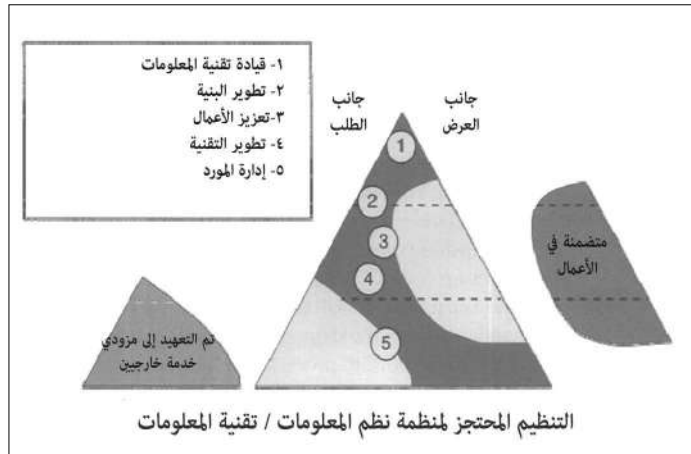 ١- قيادة تقنية المعلومات
٢- تطوير البنية
٣-تعزيز الأعمال
٤- تطوير التقنية
٥- إدارة المورد
جانب
الطلب
جانب
العرض
1
2
3
4
5
متضمنة في
الأعمال
تم التعهيد إلى مزودي
خدمة خارجيين
التنظيم المحتجز لمنظمة نظم المعلومات / تقنية المعلومات